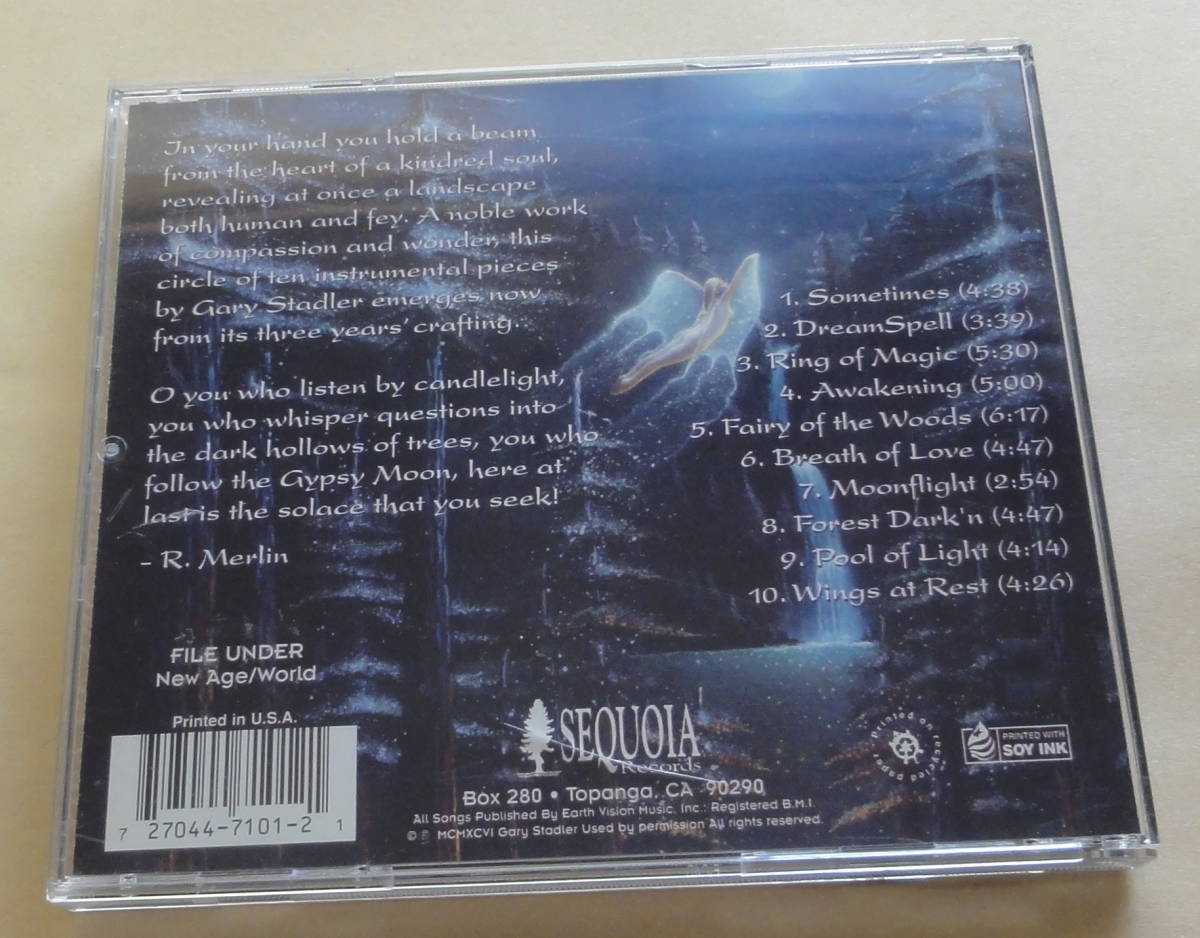 In your hand you hold a beam
from the heart of a kindred soul,
revealing at once a landscape
both human and fey. A noble work
of compassion and wonder, this
circle of ten instrumental pieces
by Gary Stadler emerges now
from its three years' crafting.
O you who listen by candlelight,
you who whisper questions into
the dark hollows of trees, you who
follow the Gypsy Moon, here at
last is the solace that you seek!
- R. Merlin
1. Sometimes (4:38)
2. DreamSpell (3:39)
3. Ring of Magic (5:30)
4. Awakening (5:00)
5. Fairy of the Woods (6:17)
6. Breath of Love (4:47)
7. Moonflight (2:54)
8. Forest Dark'n (4:47)
9. Pool of Light (4:14)
10. Wings at Rest (4:26)
FILE UNDER
New Age/World
Printed in U.S.A.
7 27044-7101-2 1
SEQUOIA
Records
Box 280 • Topanga, CA 90290
All Songs Published By Earth Vision Music, Inc.: Registered B.M.I.
© ℗ MCMXCVI Gary Stadler Used by permission All rights reserved.
Printed on recycled paper
PRINTED WITH
SOY INK